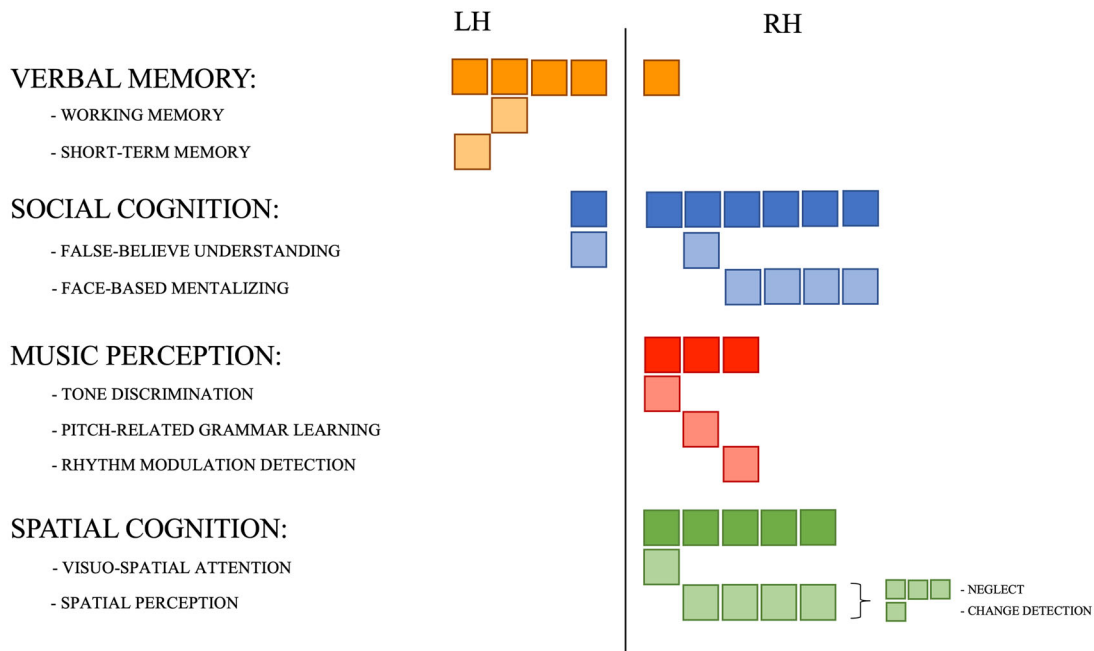 LH RH
VERBAL MEMORY:
- WORKING MEMORY
- SHORT-TERM MEMORY
SOCIAL COGNITION:
- FALSE-BELIEVE UNDERSTANDING
- FACE-BASED MENTALIZING
MUSIC PERCEPTION:
- TONE DISCRIMINATION
- PITCH-RELATED GRAMMAR LEARNING
- RHYTHM MODULATION DETECTION
SPATIAL COGNITION:
- VISUO-SPATIAL ATTENTION
- SPATIAL PERCEPTION
- NEGLECT
- CHANGE DETECTION